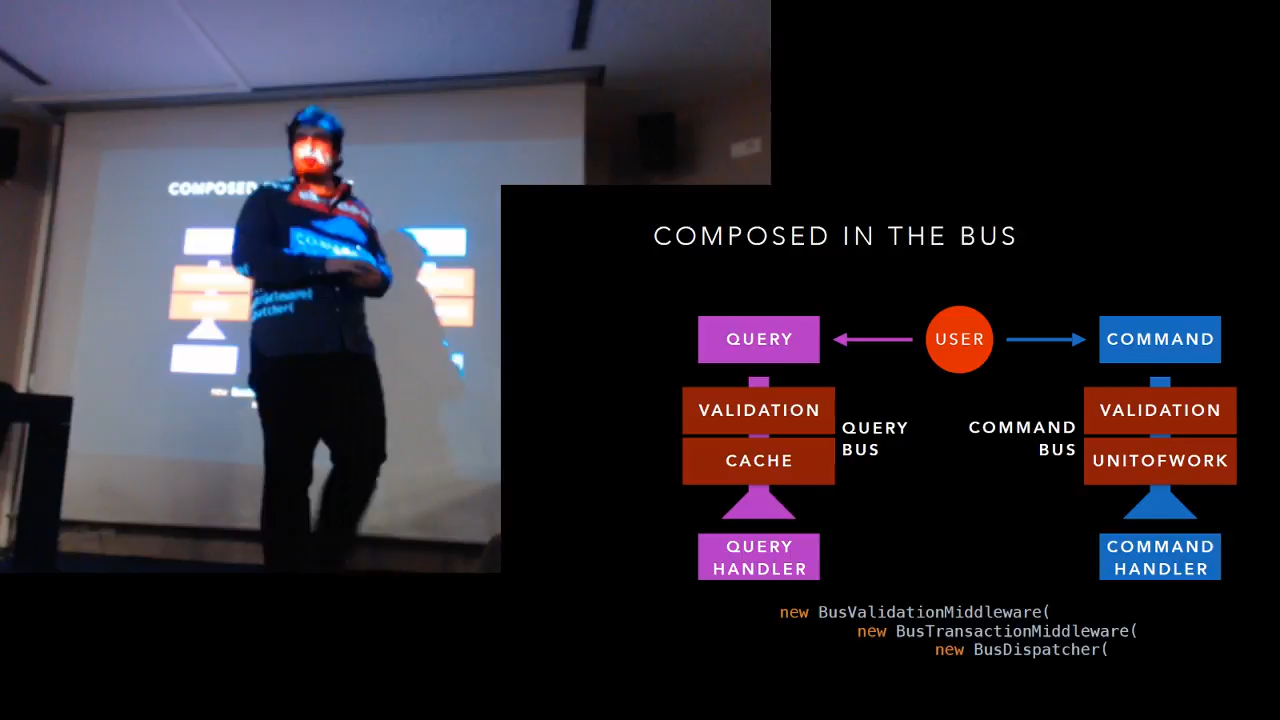 COMPOSED
COMPOSED IN THE BUS
QUERY
USER
COMMAND
VALIDATION
VALIDATION
QUERY
BUS
COMMAND
BUS
CACHE
UNITOFWORK
QUERY
HANDLER
COMMAND
HANDLER
new BusValidationMiddleware(
new BusTransactionMiddleware(
new BusDispatcher(